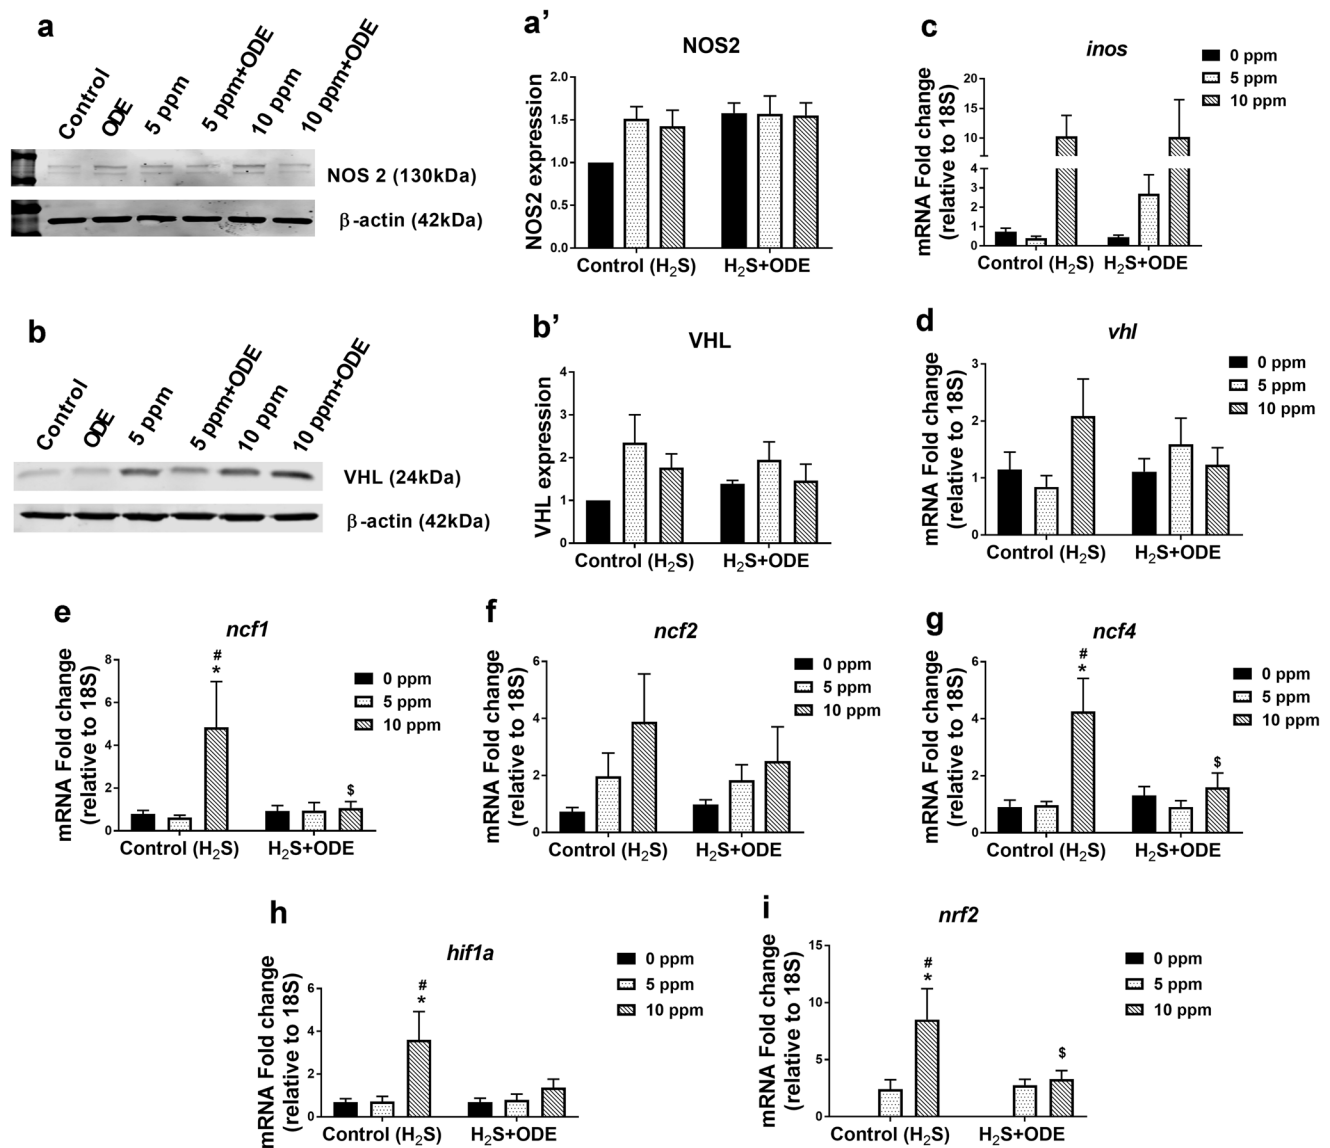 a
Control
ODE
5 ppm
5 ppm+ODE
10 ppm
10 ppm+ODE
NOS 2 (130kDa)
β-actin (42kDa)
a’
NOS2
NOS2 expression
2.0
1.5
1.0
0.5
0.0
Control (H₂S)
H₂S+ODE
c
inos
mRNA Fold change
(relative to 18S)
20
15
10
5
4
3
2
1
0
Control (H₂S)
H₂S+ODE
0 ppm
5 ppm
10 ppm
b
Control
ODE
5 ppm
5 ppm+ODE
10 ppm
10 ppm+ODE
VHL (24kDa)
β-actin (42kDa)
b’
VHL
VHL expression
4
3
2
1
0
Control (H₂S)
H₂S+ODE
d
vhl
mRNA Fold change
(relative to 18S)
3
2
1
0
Control (H₂S)
H₂S+ODE
0 ppm
5 ppm
10 ppm
e
ncf1
mRNA Fold change
(relative to 18S)
8
6
4
2
0
#
*
$
Control (H₂S)
H₂S+ODE
0 ppm
5 ppm
10 ppm
f
ncf2
mRNA Fold change
(relative to 18S)
6
4
2
0
Control (H₂S)
H₂S+ODE
0 ppm
5 ppm
10 ppm
g
ncf4
mRNA Fold change
(relative to 18S)
6
4
2
0
#
*
$
Control (H₂S)
H₂S+ODE
0 ppm
5 ppm
10 ppm
h
hif1a
mRNA Fold change
(relative to 18S)
6
4
2
0
#
*
Control (H₂S)
H₂S+ODE
0 ppm
5 ppm
10 ppm
i
nrf2
mRNA Fold change
(relative to 18S)
15
10
5
0
#
*
$
Control (H₂S)
H₂S+ODE
0 ppm
5 ppm
10 ppm